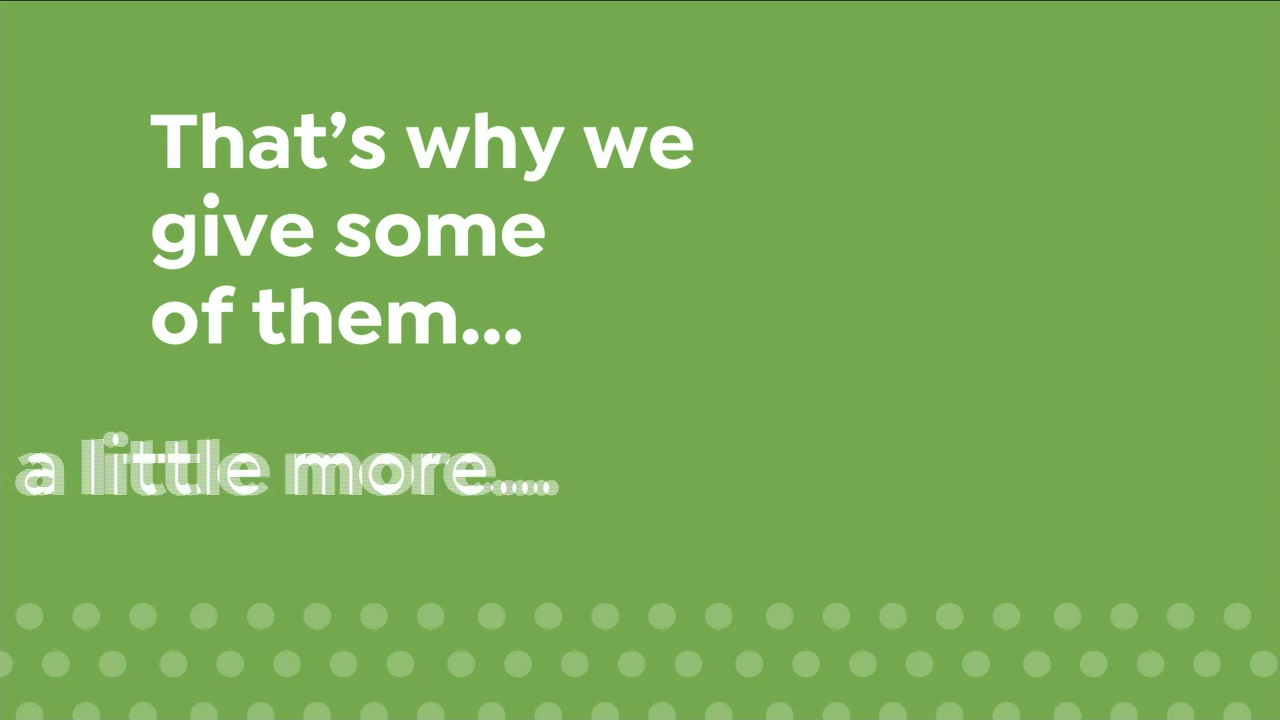 That’s why we
give some
of them...
a little more....